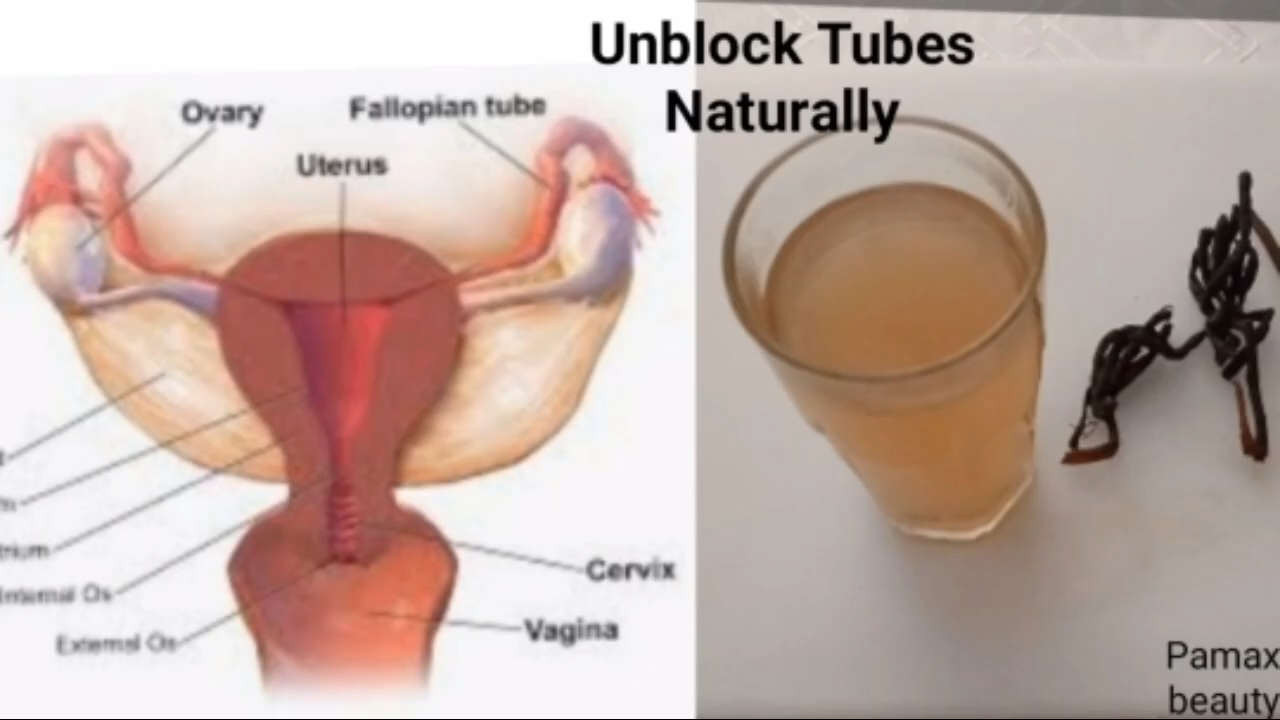 Unblock Tubes
Naturally
Ovary
Fallopian tube
Uterus
Internal Os
External Os
Cervix
Vagina
Pamax
beauty